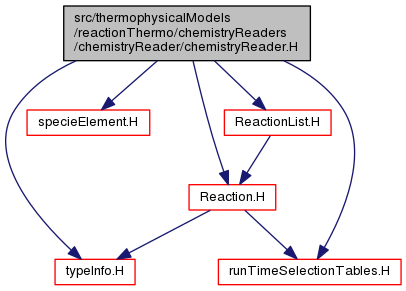 src/thermophysicalModels
/reactionThermo/chemistryReaders
/chemistryReader/chemistryReader.H
specieElement.H
ReactionList.H
Reaction.H
typeInfo.H
runTimeSelectionTables.H